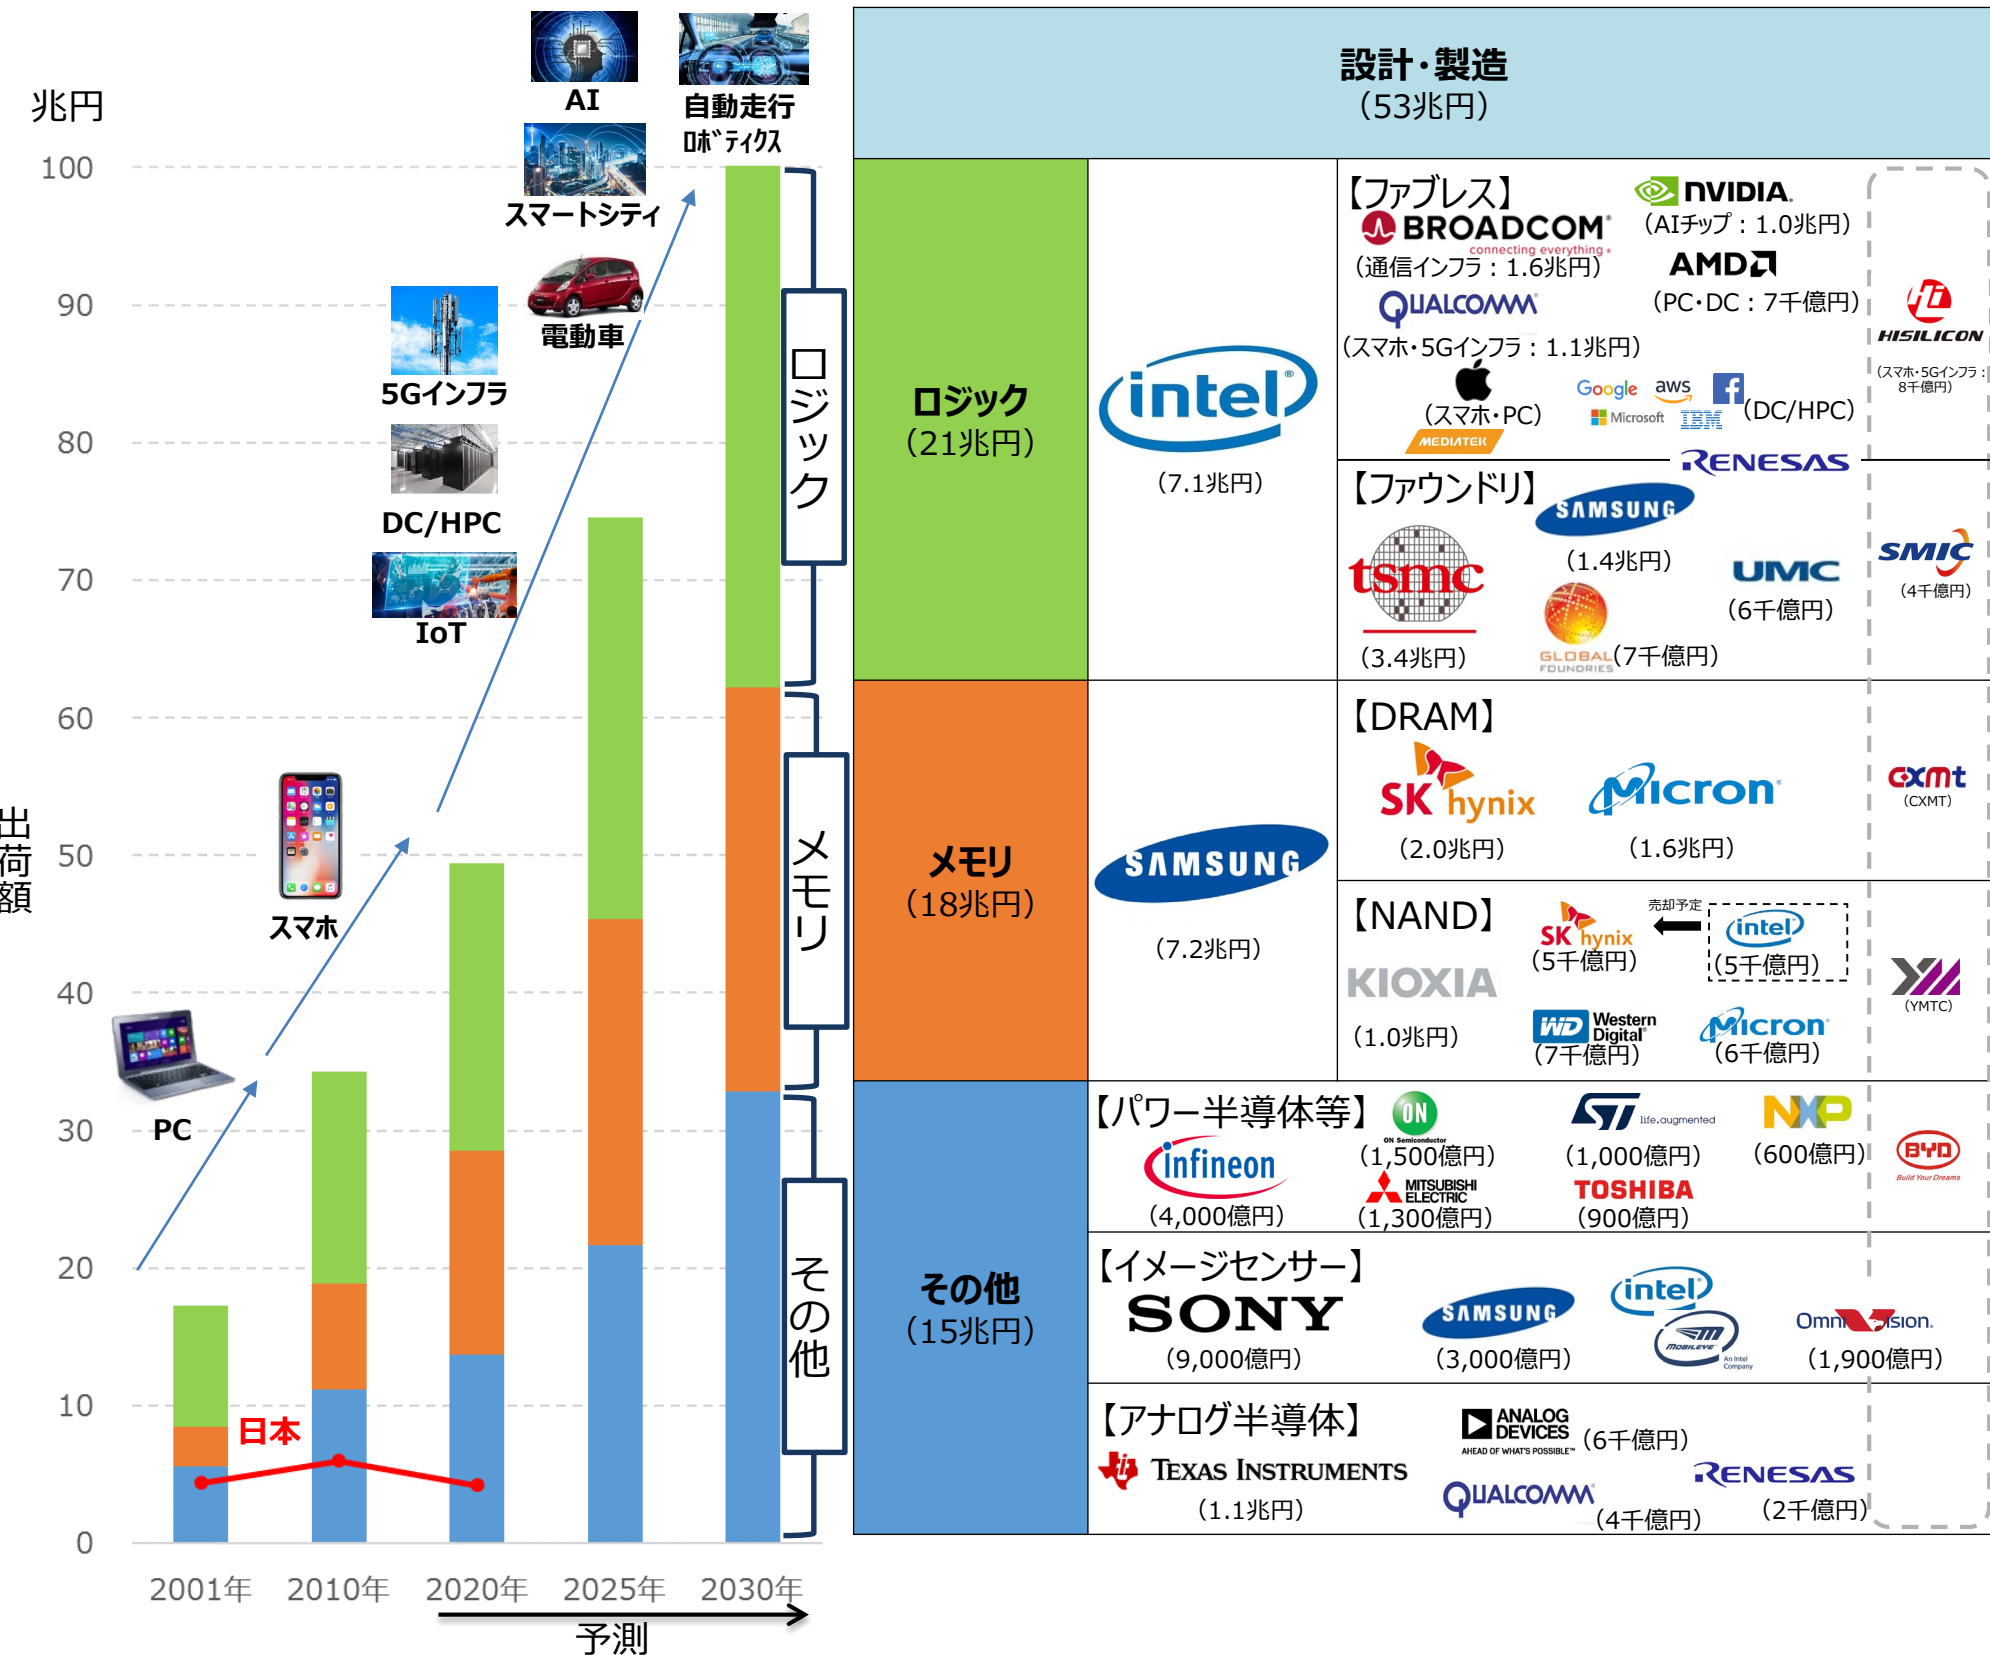 兆円
100
90
80
70
60
50
40
30
20
10
0
出荷額
AI
自動走行
ﾛﾎﾞﾃｨｸｽ
スマートシティ
電動車
5Gインフラ
DC/HPC
IoT
スマホ
PC
日本
ロジック
メモリ
その他
2001年
2010年
2020年
2025年
2030年
予測
設計・製造
（53兆円）
ロジック
（21兆円）
intel
（7.1兆円）
【ファブレス】
BROADCOM
connecting everything
（通信インフラ：1.6兆円）
NVIDIA.
（AIチップ：1.0兆円）
AMD
（PC・DC：7千億円）
QUALCOMM
（スマホ・5Gインフラ：1.1兆円）
（スマホ・PC）
MEDIATEK
Google aws f
Microsoft IBM
（DC/HPC）
Hi
HISILICON
（スマホ・5Gインフラ：
8千億円）
RENESAS
【ファウンドリ】
SAMSUNG
（1.4兆円）
tsmc
（3.4兆円）
GLOBAL
FOUNDRIES
（7千億円）
UMC
（6千億円）
SMIC
（4千億円）
メモリ
（18兆円）
SAMSUNG
（7.2兆円）
【DRAM】
SK hynix
（2.0兆円）
Micron
（1.6兆円）
cxmt
（CXMT）
【NAND】
KIOXIA
（1.0兆円）
SK hynix
（5千億円）
売却予定
intel
（5千億円）
WD Western
Digital
（7千億円）
Micron
（6千億円）
（YMTC）
その他
（15兆円）
【パワー半導体等】
infineon
（4,000億円）
ON
ON Semiconductor
（1,500億円）
MITSUBISHI
ELECTRIC
（1,300億円）
ST life.augmented
（1,000億円）
TOSHIBA
（900億円）
NXP
（600億円）
BYD
Build Your Dreams
【イメージセンサー】
SONY
（9,000億円）
SAMSUNG
（3,000億円）
intel
MOBILEYE
An Intel
Company
OmniVision.
（1,900億円）
【アナログ半導体】
TEXAS INSTRUMENTS
（1.1兆円）
ANALOG
DEVICES
AHEAD OF WHAT'S POSSIBLE™
（6千億円）
QUALCOMM
（4千億円）
RENESAS
（2千億円）